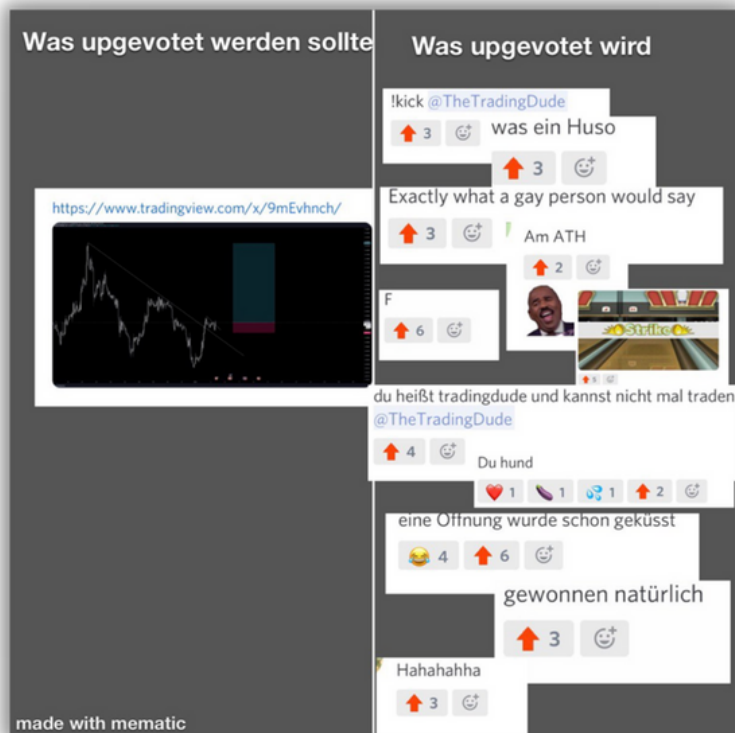 Was upgevotet werden sollte
Was upgevotet wird
https://www.tradingview.com/x/9mEvhnch/
!kick @TheTradingDude
3
was ein Huso
3
Exactly what a gay person would say
3
Am ATH
2
F
6
Strike
5
du heißt tradingdude und kannst nicht mal traden
@TheTradingDude
4
Du hund
1 1 1 2
eine Öffnung wurde schon geküsst
4 6
gewonnen natürlich
3
Hahahahha
3
made with mematic